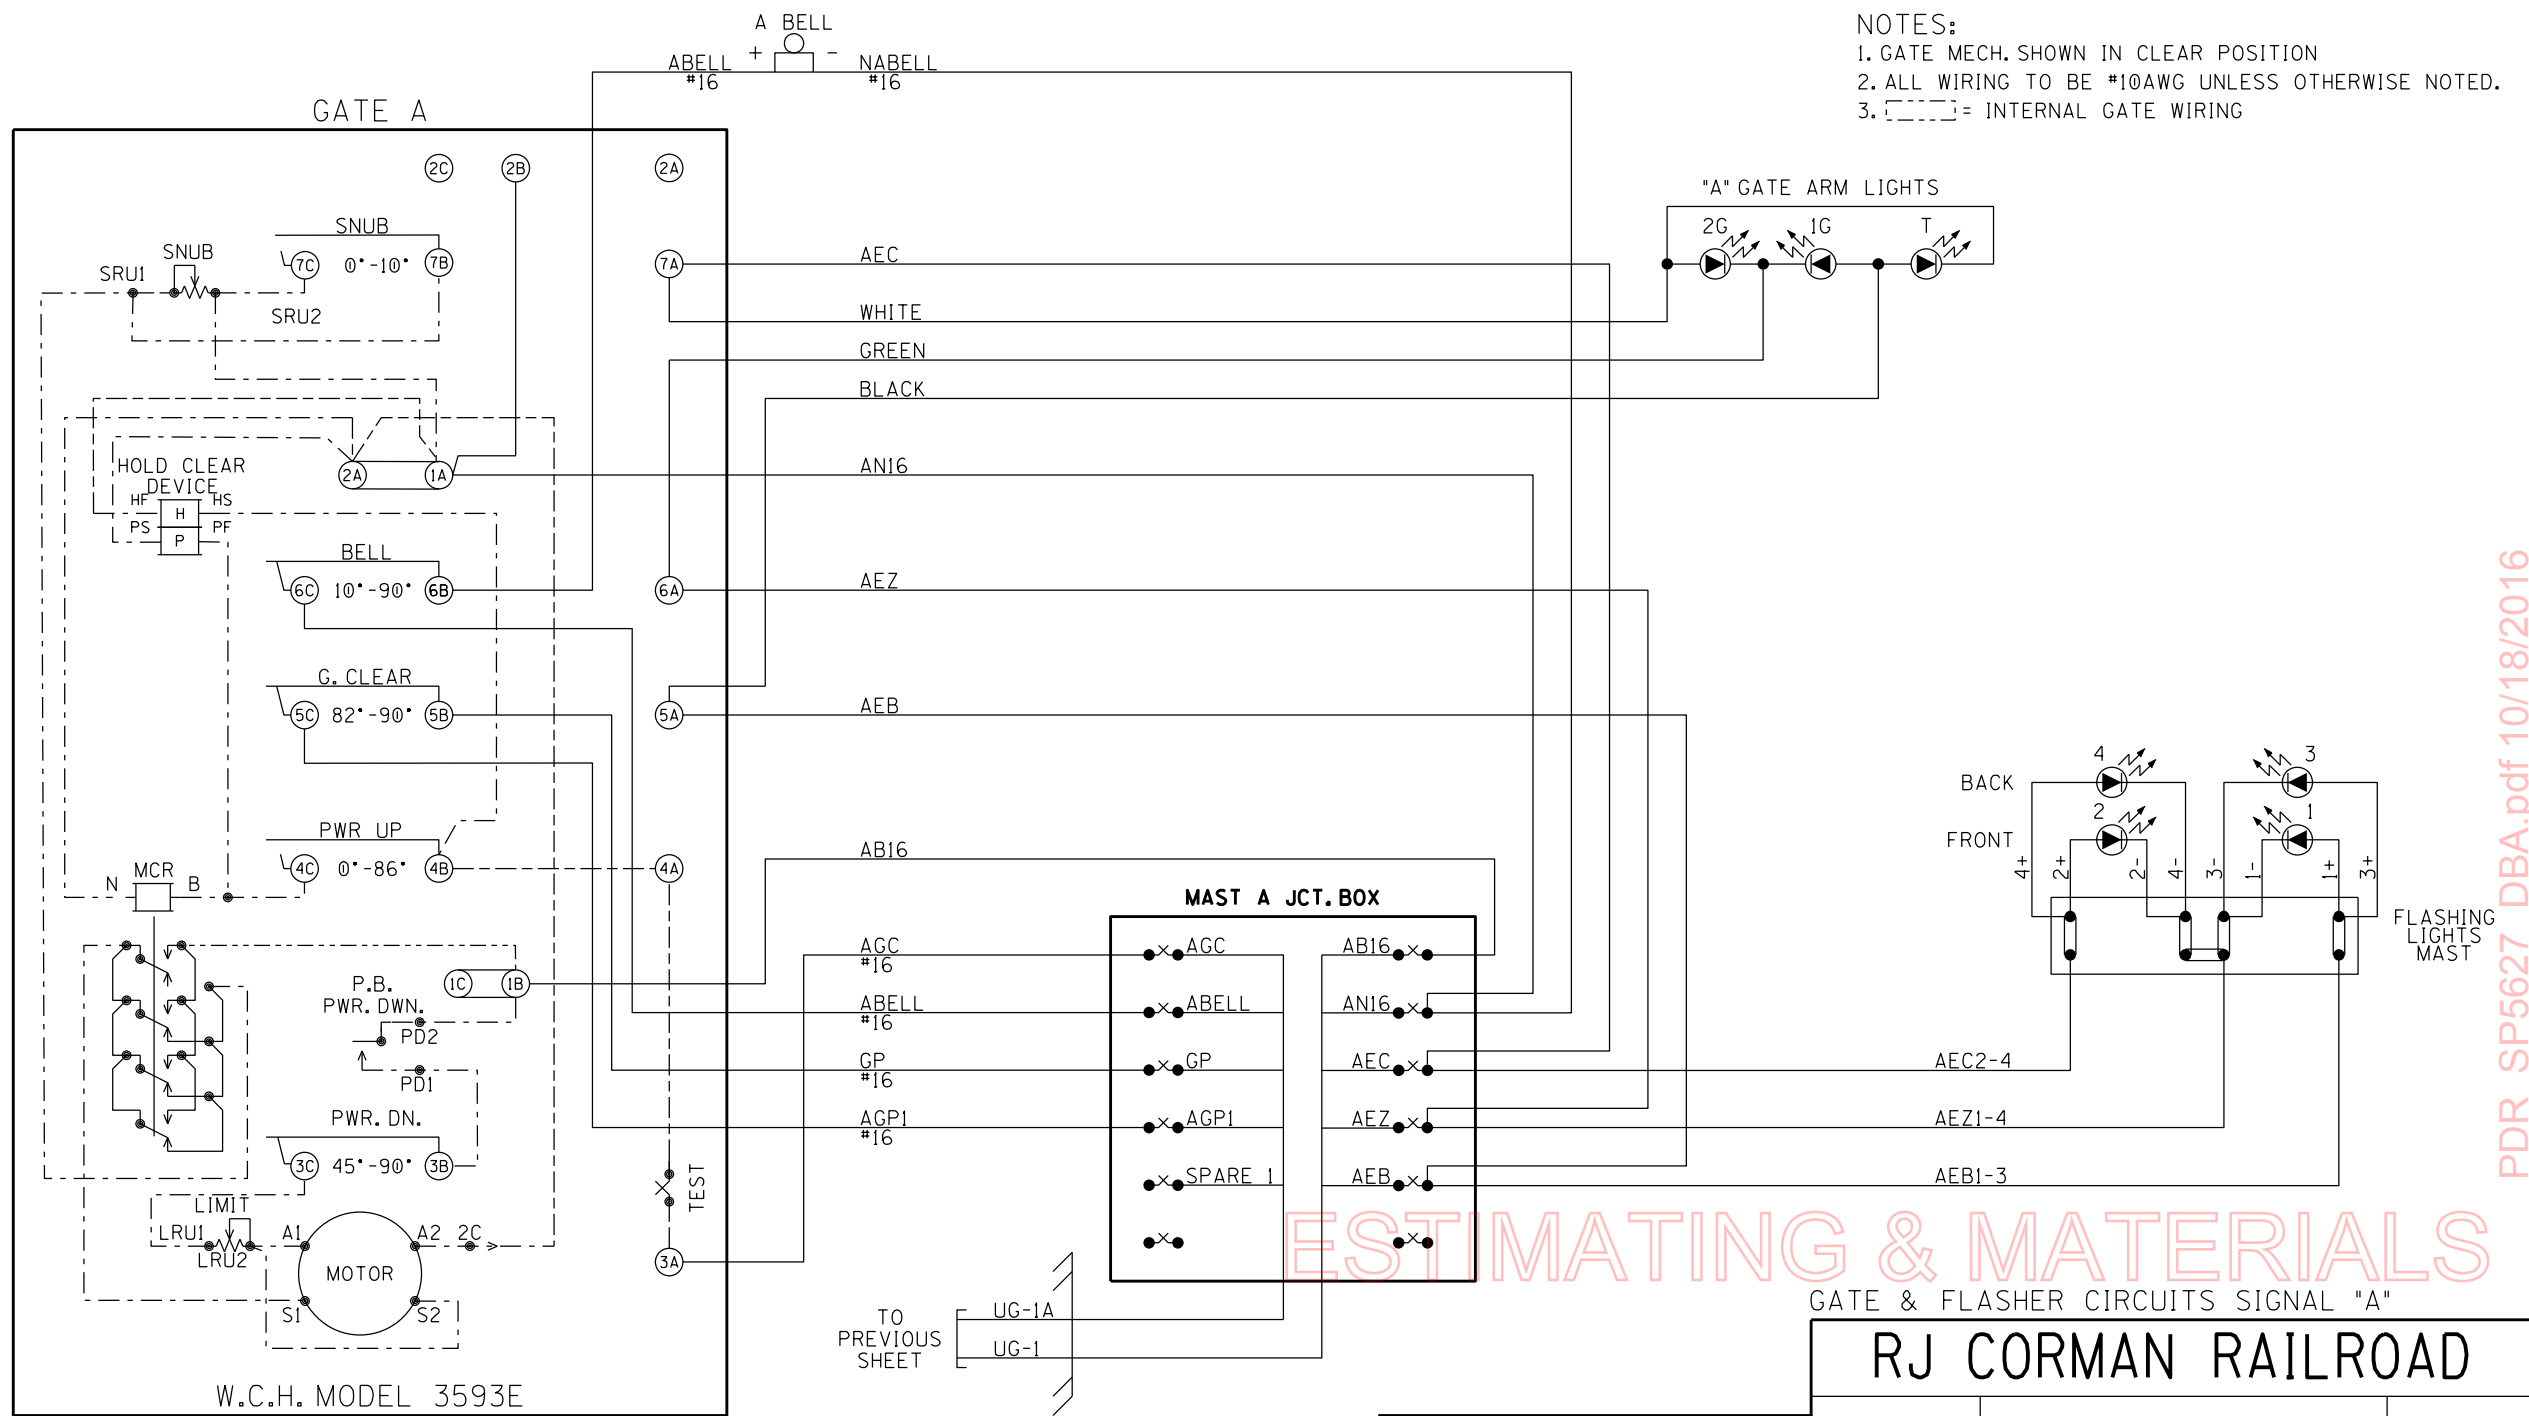 A BELL
+ -
ABELL
#16
NABELL
#16
NOTES:
1. GATE MECH. SHOWN IN CLEAR POSITION
2. ALL WIRING TO BE #10AWG UNLESS OTHERWISE NOTED.
3. = INTERNAL GATE WIRING
GATE A
2C 2B 2A
"A" GATE ARM LIGHTS
2G 1G T
SNUB
7C 0°-10° 7B
SNUB
SRU1
SRU2
7A
AEC
WHITE
GREEN
BLACK
AN16
2A 1A
HOLD CLEAR
DEVICE
HF H HS
PS P PF
BELL
6C 10°-90° 6B
6A
AEZ
G. CLEAR
5C 82°-90° 5B
5A
AEB
PWR UP
4C 0°-86° 4B
4A
AB16
MCR
N B
BACK
FRONT
4 3
2 1
4+ 2+ 2- 4- 3- 1- 1+ 3+
FLASHING
LIGHTS
MAST
MAST A JCT. BOX
AGC
#16
AGC
AB16
1C 1B
P.B.
PWR. DWN.
PD2
PD1
ABELL
#16
ABELL
AN16
GP
#16
GP
AEC
AEC2-4
AGP1
#16
AGP1
AEZ
AEZ1-4
SPARE 1
AEB
AEB1-3
PWR. DN.
3C 45°-90° 3B
TEST
3A
LIMIT
LRU1
LRU2
A1 A2 2C
MOTOR
S1 S2
TO
PREVIOUS
SHEET
UG-1A
UG-1
W.C.H. MODEL 3593E
ESTIMATING & MATERIALS
PDR SP5627 DBA.pdf 10/18/2016
GATE & FLASHER CIRCUITS SIGNAL "A"
RJ CORMAN RAILROAD